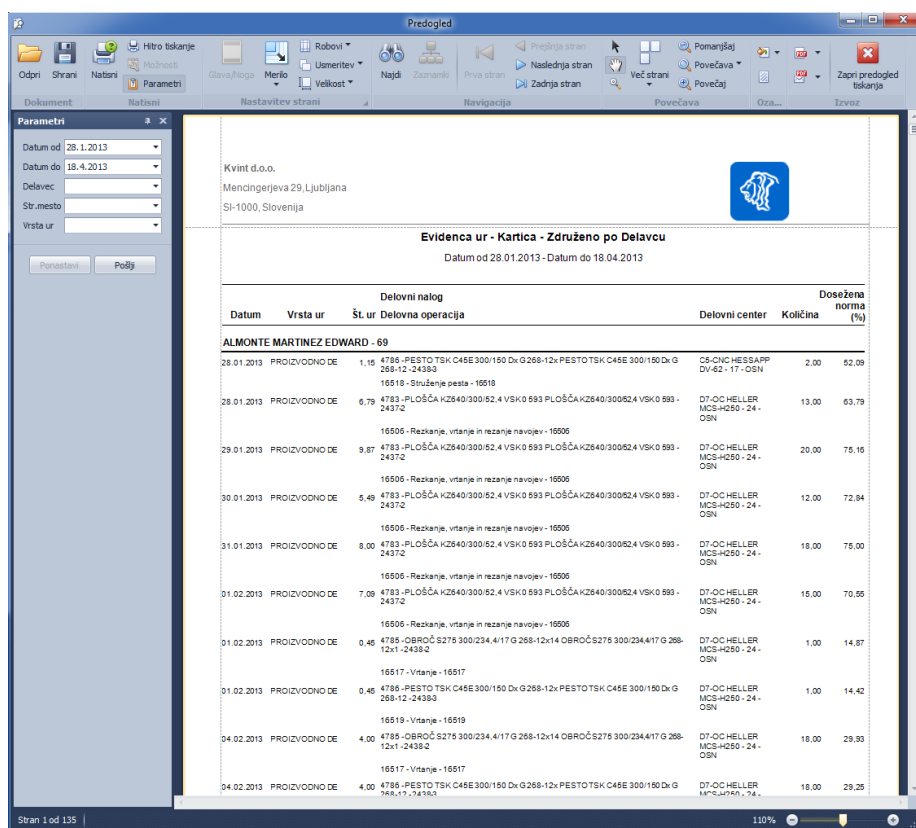 Predogled
Odpri
Shrani
Natisni
Hitro tiskanje
Možnosti
Parametri
Glava/Noga
Merilo
Robovi
Usmeritev
Velikost
Najdi
Zaznamki
Prva stran
Prejšnja stran
Naslednja stran
Zadnja stran
Več strani
Pomanjšaj
Povečava
Povečaj
Zapri predogled
tiskanja
Dokument
Natisni
Nastavitev strani
Navigacija
Povečava
Oza...
Izvoz
Parametri
Datum od 28.1.2013
Datum do 18.4.2013
Delavec
Str.mesto
Vrsta ur
Ponastavi
Pošlji
Kvint d.o.o.
Mencingerjeva 29,Ljubljana
SI-1000, Slovenija
Evidenca ur - Kartica - Združeno po Delavcu
Datum od 28.01.2013 - Datum do 18.04.2013
Delovni nalog
Dosežena
norma
(%)
Datum Vrsta ur Št. ur Delovna operacija Delovni center Količina
ALMONTE MARTINEZ EDWARD - 69
28.01.2013 PROIZVODNO DE 1,15 4786 -PESTO TSK C45E 300/150 Dx G 268-12x PESTO TSK C45E 300/150 Dx G C5-CNC HESSAPP 2,00 52,09
268-12 -2438-3 DV-62 - 17 - OSN
16518 - Struženje pesta - 16518
28.01.2013 PROIZVODNO DE 6,79 4783 -PLOŠČA KZ640/300/52,4 VSK 0 593 PLOŠČA KZ640/300/52,4 VSK 0 593 - D7-OC HELLER 13,00 63,79
2437-2 MCS-H250 - 24 -
OSN
16506 - Rezkanje, vrtanje in rezanje navojev - 16506
29.01.2013 PROIZVODNO DE 9,87 4783 -PLOŠČA KZ640/300/52,4 VSK 0 593 PLOŠČA KZ640/300/52,4 VSK 0 593 - D7-OC HELLER 20,00 75,16
2437-2 MCS-H250 - 24 -
OSN
16506 - Rezkanje, vrtanje in rezanje navojev - 16506
30.01.2013 PROIZVODNO DE 5,49 4783 -PLOŠČA KZ640/300/52,4 VSK 0 593 PLOŠČA KZ640/300/52,4 VSK 0 593 - D7-OC HELLER 12,00 72,84
2437-2 MCS-H250 - 24 -
OSN
16506 - Rezkanje, vrtanje in rezanje navojev - 16506
31.01.2013 PROIZVODNO DE 8,00 4783 -PLOŠČA KZ640/300/52,4 VSK 0 593 PLOŠČA KZ640/300/52,4 VSK 0 593 - D7-OC HELLER 18,00 75,00
2437-2 MCS-H250 - 24 -
OSN
16506 - Rezkanje, vrtanje in rezanje navojev - 16506
01.02.2013 PROIZVODNO DE 7,09 4783 -PLOŠČA KZ640/300/52,4 VSK 0 593 PLOŠČA KZ640/300/52,4 VSK 0 593 - D7-OC HELLER 15,00 70,55
2437-2 MCS-H250 - 24 -
OSN
16506 - Rezkanje, vrtanje in rezanje navojev - 16506
01.02.2013 PROIZVODNO DE 0,45 4785 -OBROČ S275 300/234,4/17 G 268-12x14 OBROČ S275 300/234,4/17 G 268- D7-OC HELLER 1,00 14,87
12x1 -2438-2 MCS-H250 - 24 -
OSN
16517 - Vrtanje - 16517
01.02.2013 PROIZVODNO DE 0,46 4786 -PESTO TSK C45E 300/150 Dx G 268-12x PESTO TSK C45E 300/150 Dx G D7-OC HELLER 1,00 14,42
268-12 -2438-3 MCS-H250 - 24 -
OSN
16519 - Vrtanje - 16519
04.02.2013 PROIZVODNO DE 4,00 4785 -OBROČ S275 300/234,4/17 G 268-12x14 OBROČ S275 300/234,4/17 G 268- D7-OC HELLER 18,00 29,93
12x1 -2438-2 MCS-H250 - 24 -
OSN
16517 - Vrtanje - 16517
04.02.2013 PROIZVODNO DE 4,00 4786 -PESTO TSK C45E 300/150 Dx G 268-12x PESTO TSK C45E 300/150 Dx G D7-OC HELLER 18,00 29,25
268-12 -2438-3 MCS-H250 - 24 -
Stran 1 od 135
110%